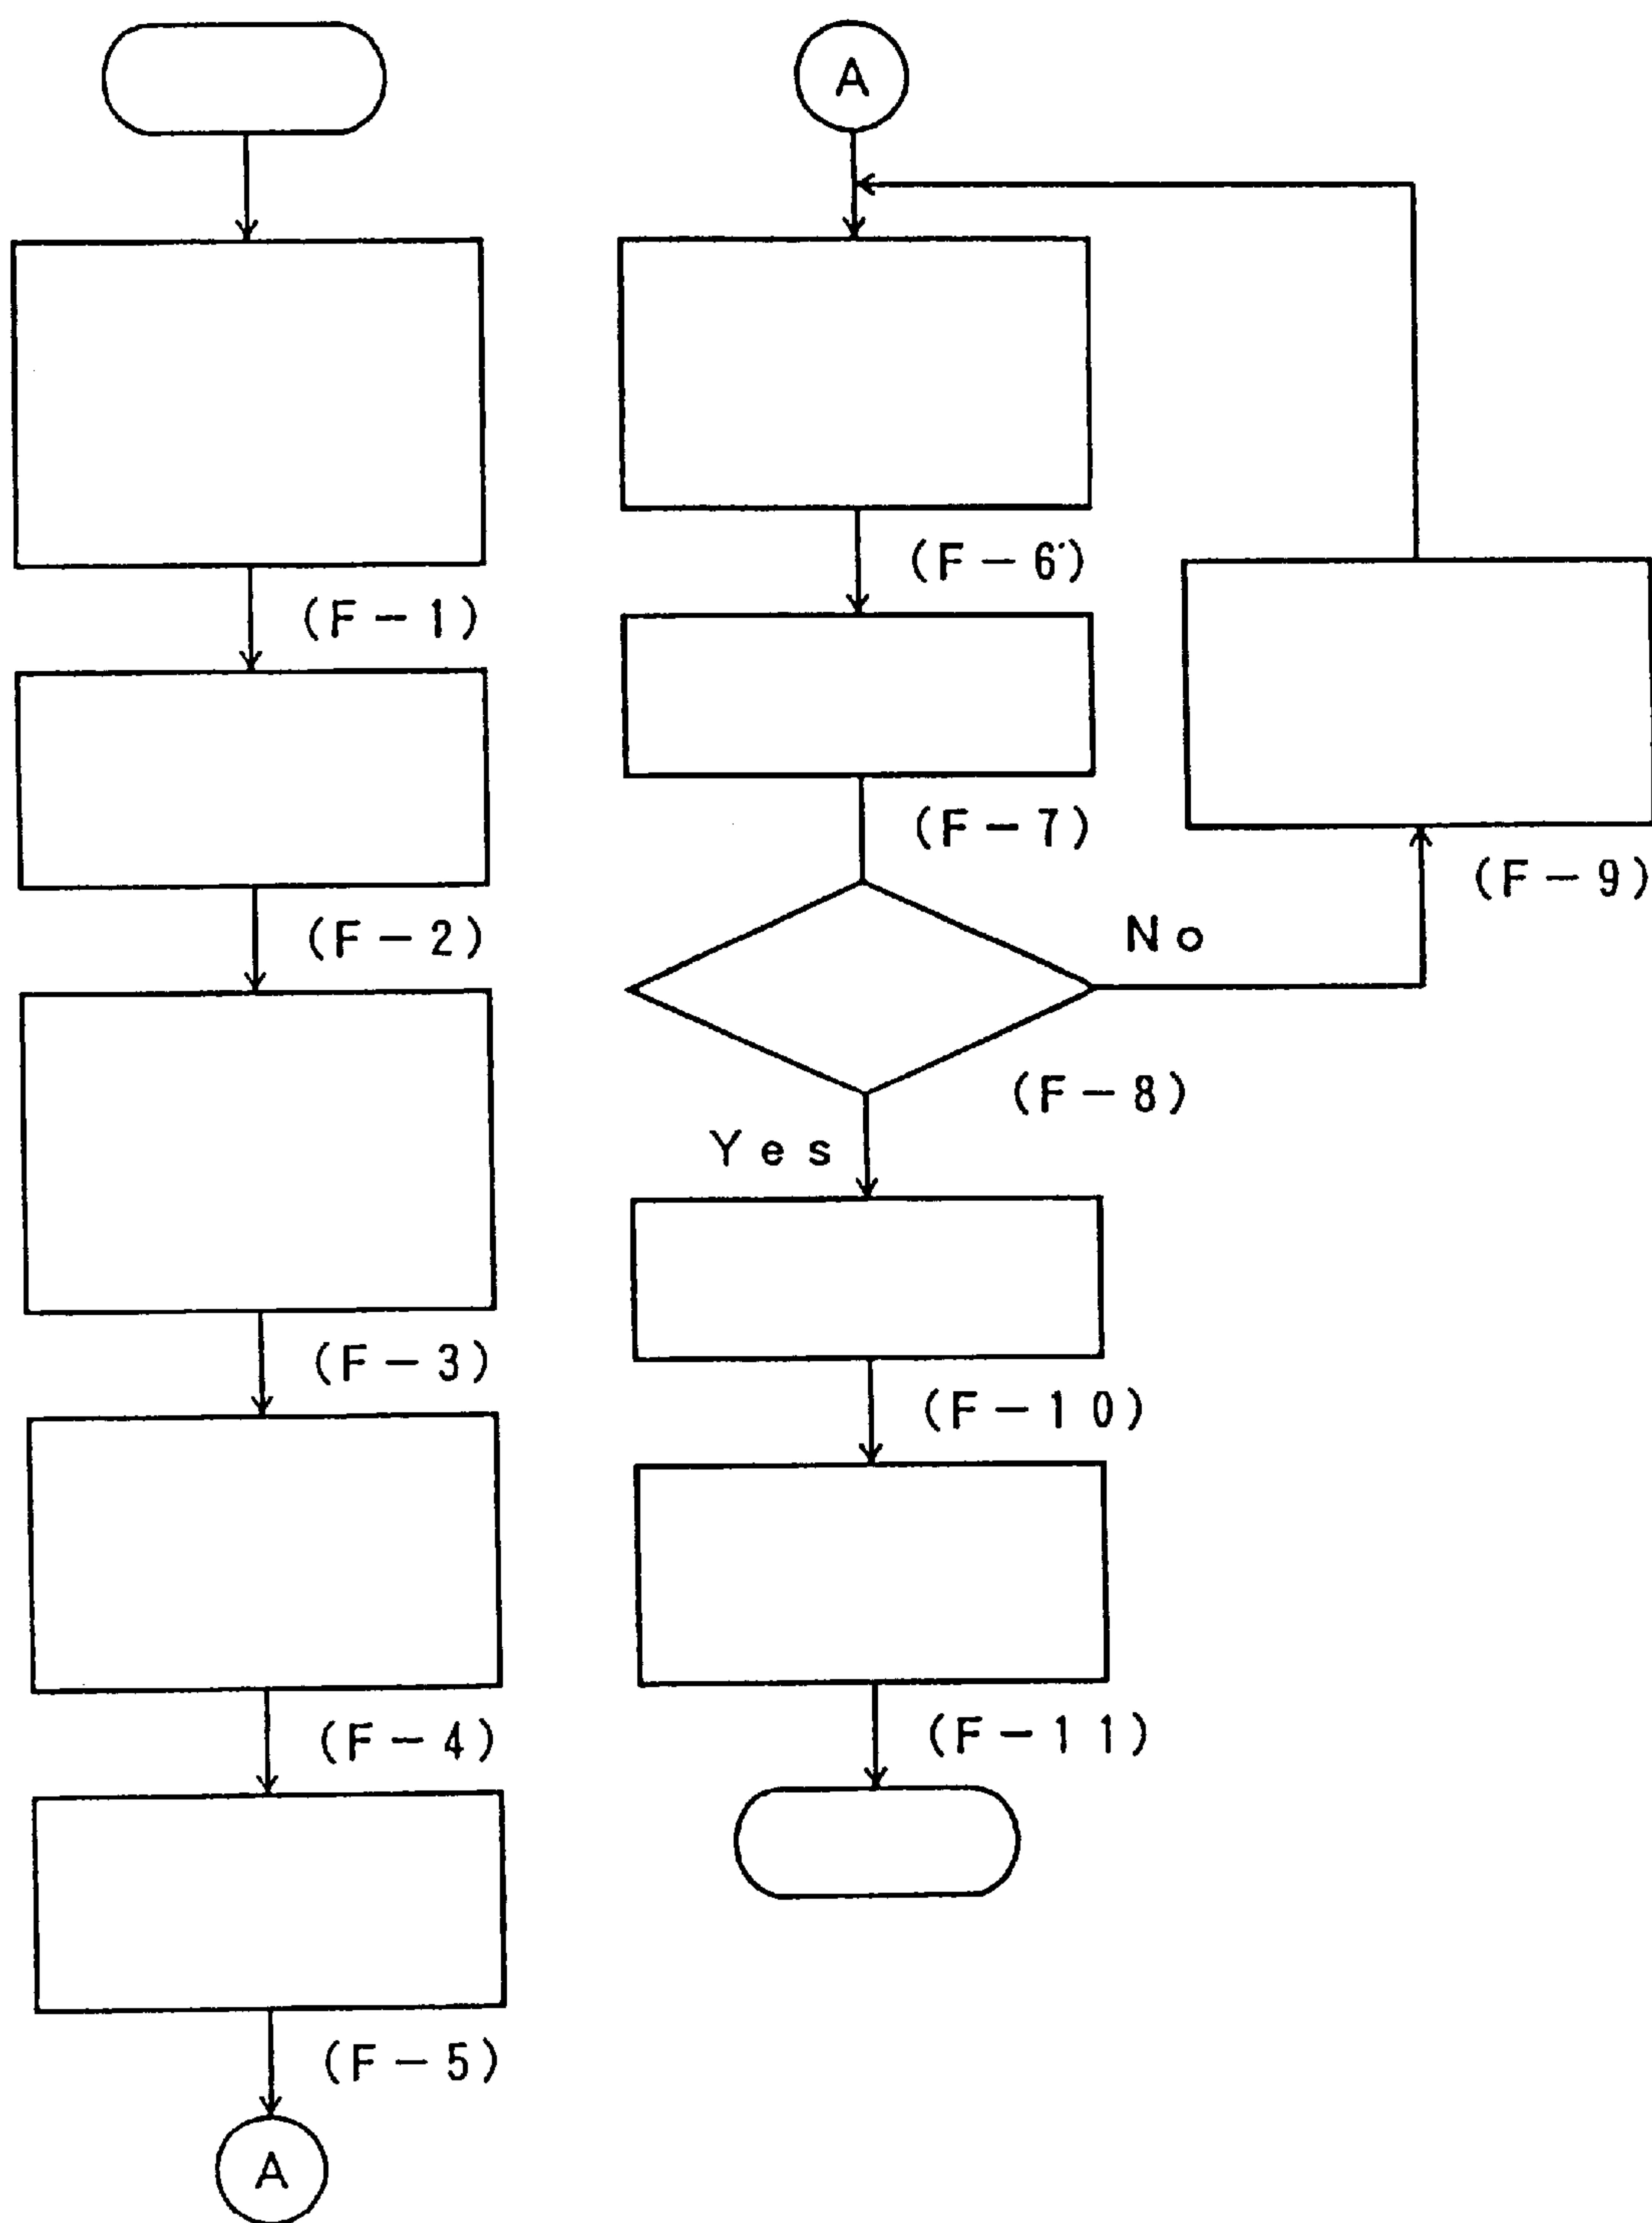 (F-1)
(F-2)
(F-3)
(F-4)
(F-5)
A
A
(F-6)
(F-7)
(F-8)
No
(F-9)
Yes
(F-10)
(F-11)